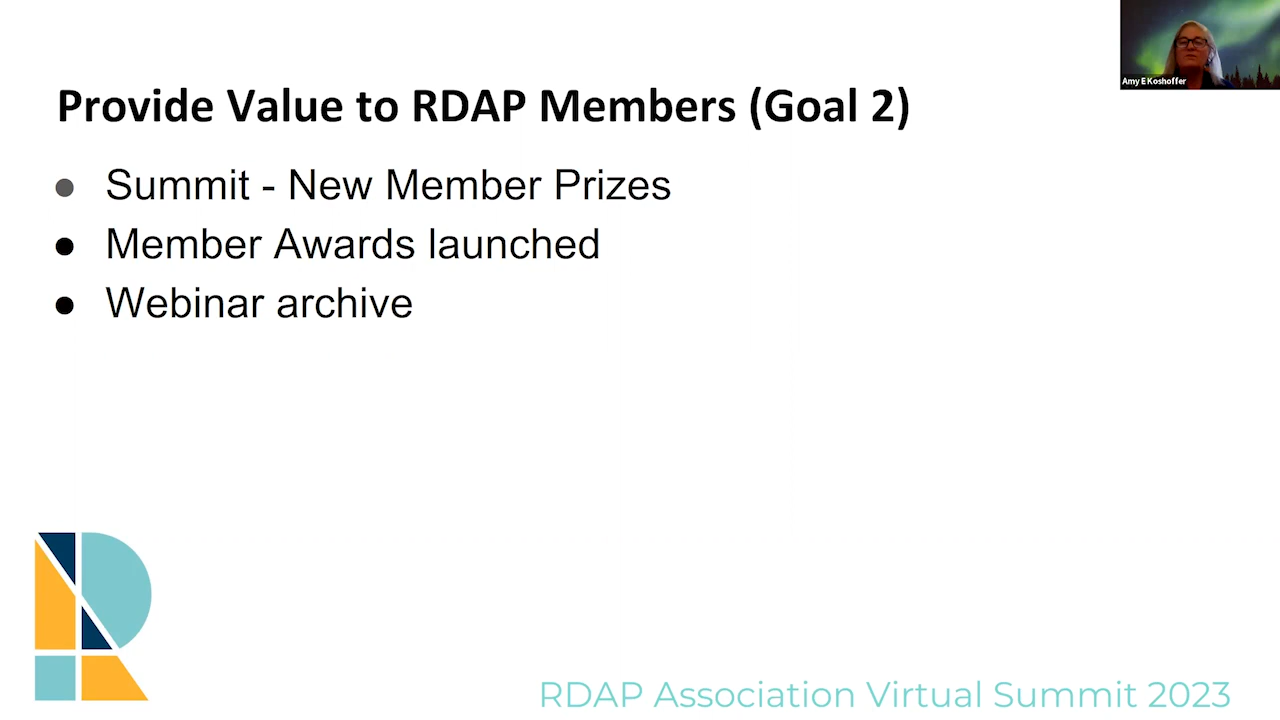 Amy E Koshoffer
Provide Value to RDAP Members (Goal 2)
● Summit - New Member Prizes
● Member Awards launched
● Webinar archive
RDAP Association Virtual Summit 2023